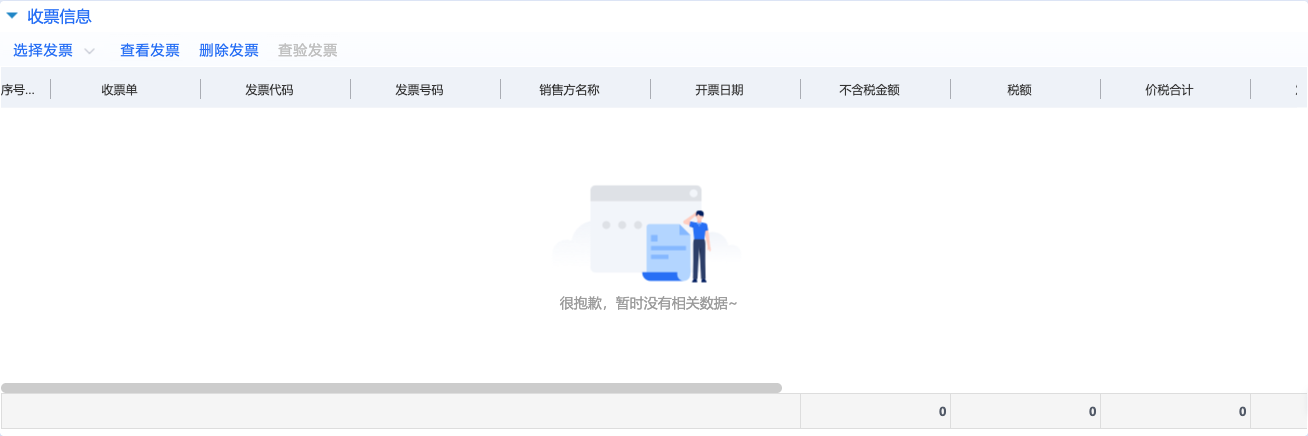 收票信息
选择发票 查看发票 删除发票 查验发票
序号... 收票单 发票代码 发票号码 销售方名称 开票日期 不含税金额 税额 价税合计
很抱歉，暂时没有相关数据~
0 0 0